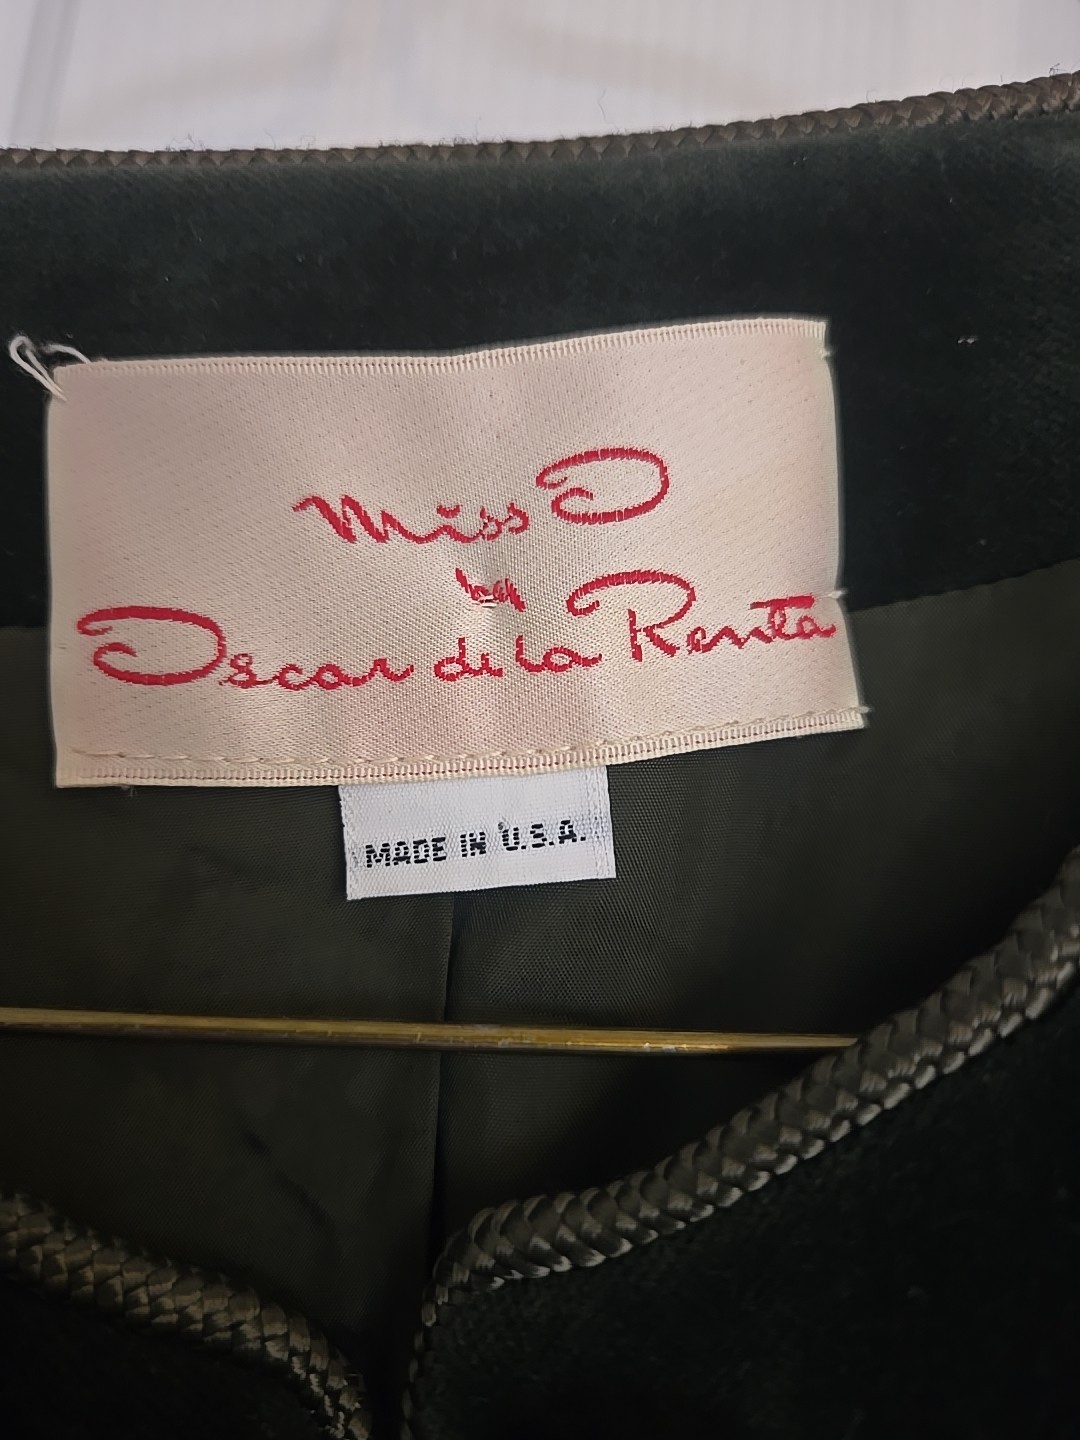 Miss O
by
Oscar de la Renta
MADE IN U.S.A.